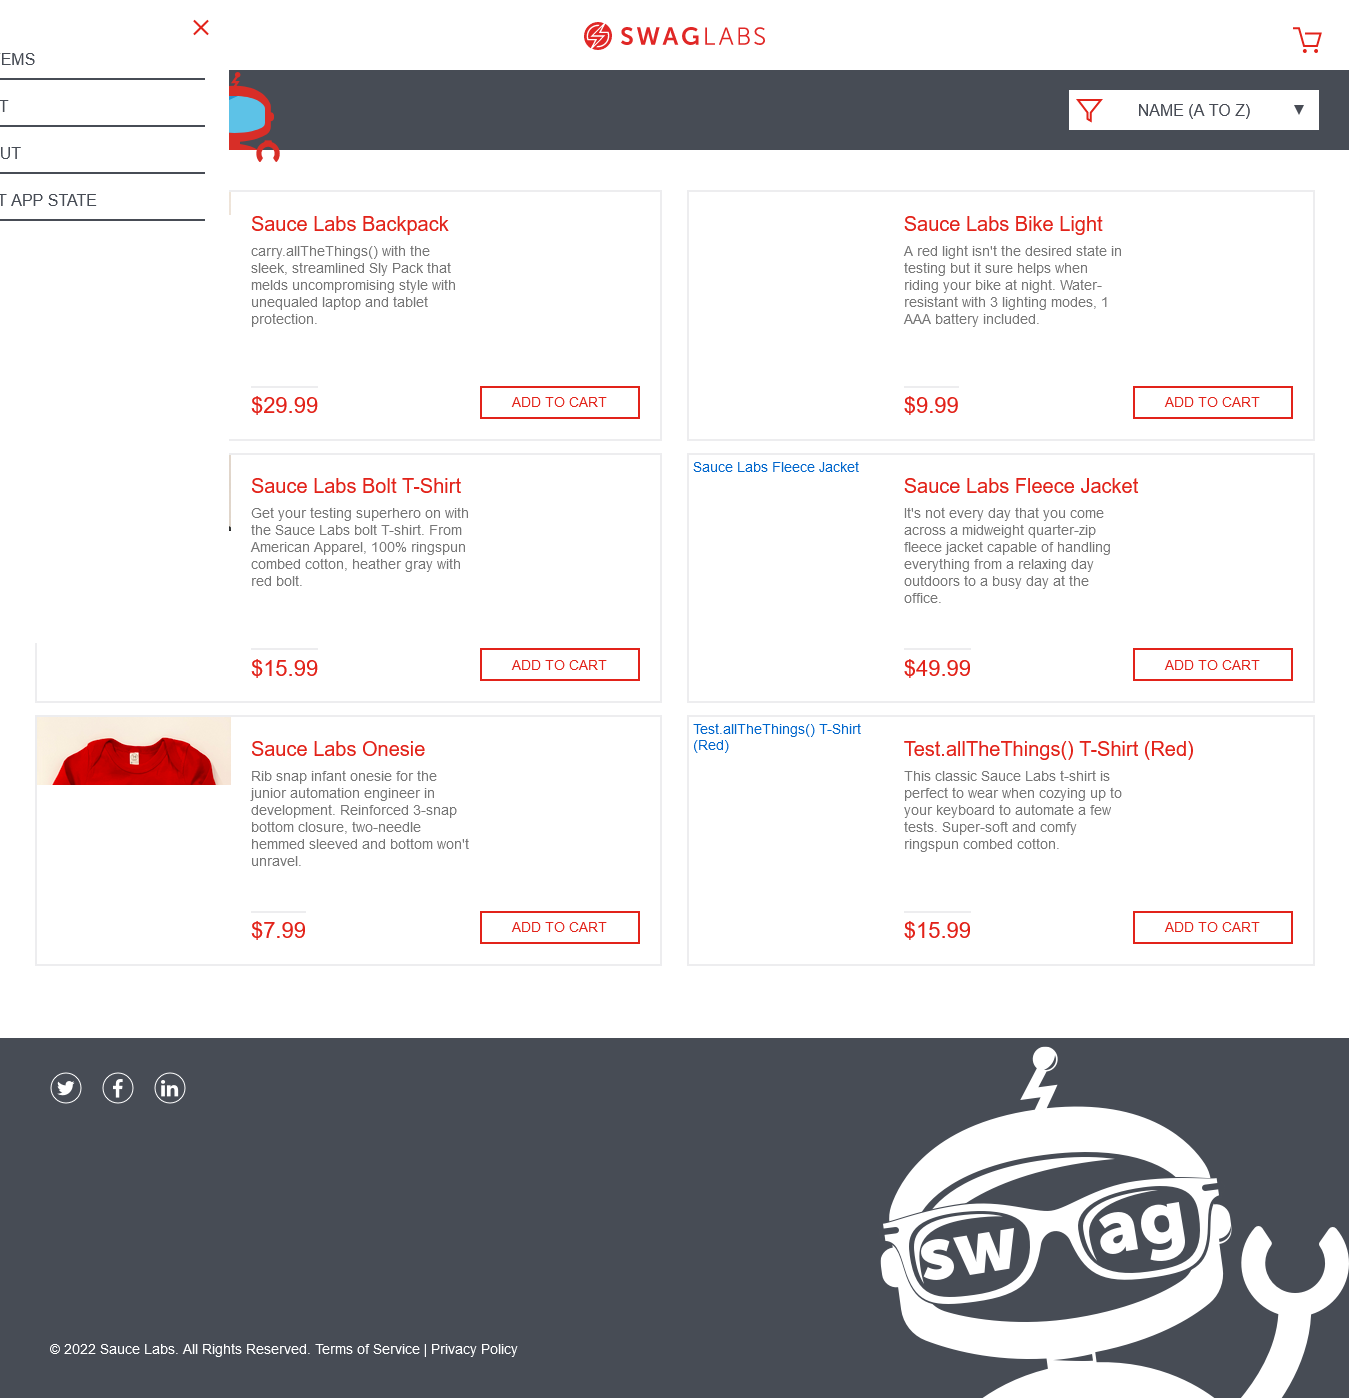 SWAGLABS
EMS
T
UT
T APP STATE
NAME (A TO Z)
Sauce Labs Backpack
carry.allTheThings() with the
sleek, streamlined Sly Pack that
melds uncompromising style with
unequaled laptop and tablet
protection.
$29.99
ADD TO CART
Sauce Labs Bike Light
A red light isn't the desired state in
testing but it sure helps when
riding your bike at night. Water-
resistant with 3 lighting modes, 1
AAA battery included.
$9.99
ADD TO CART
Sauce Labs Bolt T-Shirt
Get your testing superhero on with
the Sauce Labs bolt T-shirt. From
American Apparel, 100% ringspun
combed cotton, heather gray with
red bolt.
$15.99
ADD TO CART
Sauce Labs Fleece Jacket
Sauce Labs Fleece Jacket
It's not every day that you come
across a midweight quarter-zip
fleece jacket capable of handling
everything from a relaxing day
outdoors to a busy day at the
office.
$49.99
ADD TO CART
Sauce Labs Onesie
Rib snap infant onesie for the
junior automation engineer in
development. Reinforced 3-snap
bottom closure, two-needle
hemmed sleeved and bottom won't
unravel.
$7.99
ADD TO CART
Test.allTheThings() T-Shirt
(Red)
Test.allTheThings() T-Shirt (Red)
This classic Sauce Labs t-shirt is
perfect to wear when cozying up to
your keyboard to automate a few
tests. Super-soft and comfy
ringspun combed cotton.
$15.99
ADD TO CART
swag
© 2022 Sauce Labs. All Rights Reserved. Terms of Service | Privacy Policy